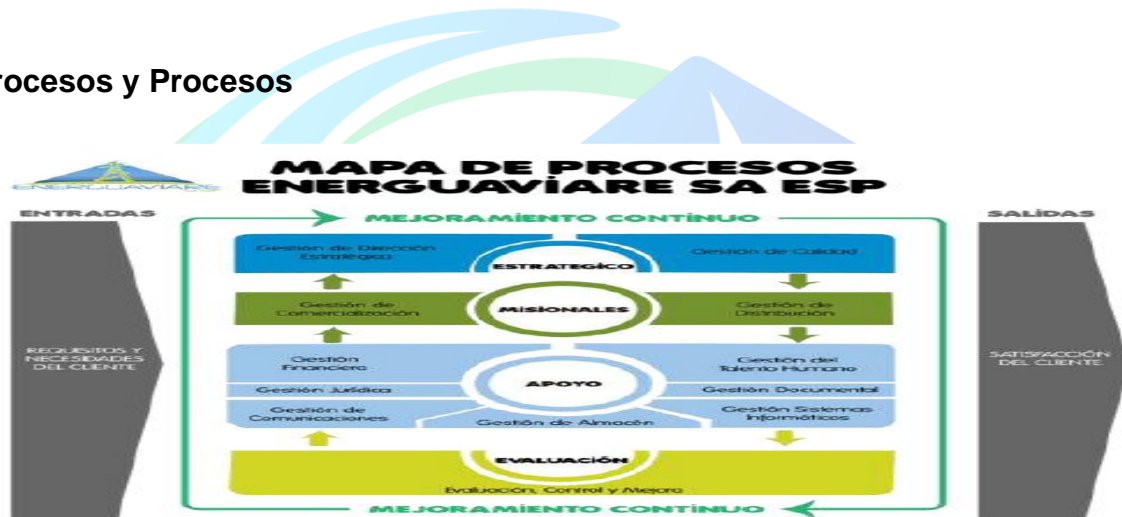 rocesos y Procesos
MAPA DE PROCESOS
ENERGUAVIARE SA ESP
ENERGUAVIARE
ENTRADAS
SALIDAS
MEJORAMIENTO CONTINUO
Gestión de Dirección
Estratégica
ESTRATEGICO
Gestión de Calidad
Gestión de
Comercialización
MISIONALES
Gestión de
Distribución
REQUISITOS Y
NECESIDADES
DEL CLIENTE
Gestión
Financiera
Gestión Jurídica
Gestión de
Comunicaciones
APOYO
Gestión de Almacén
Gestión del
Talento Humano
Gestión Documental
Gestión Sistemas
Informáticos
SATISFACCIÓN
DEL CLIENTE
EVALUACIÓN
Evaluación, Control y Mejora
MEJORAMIENTO CONTINUO